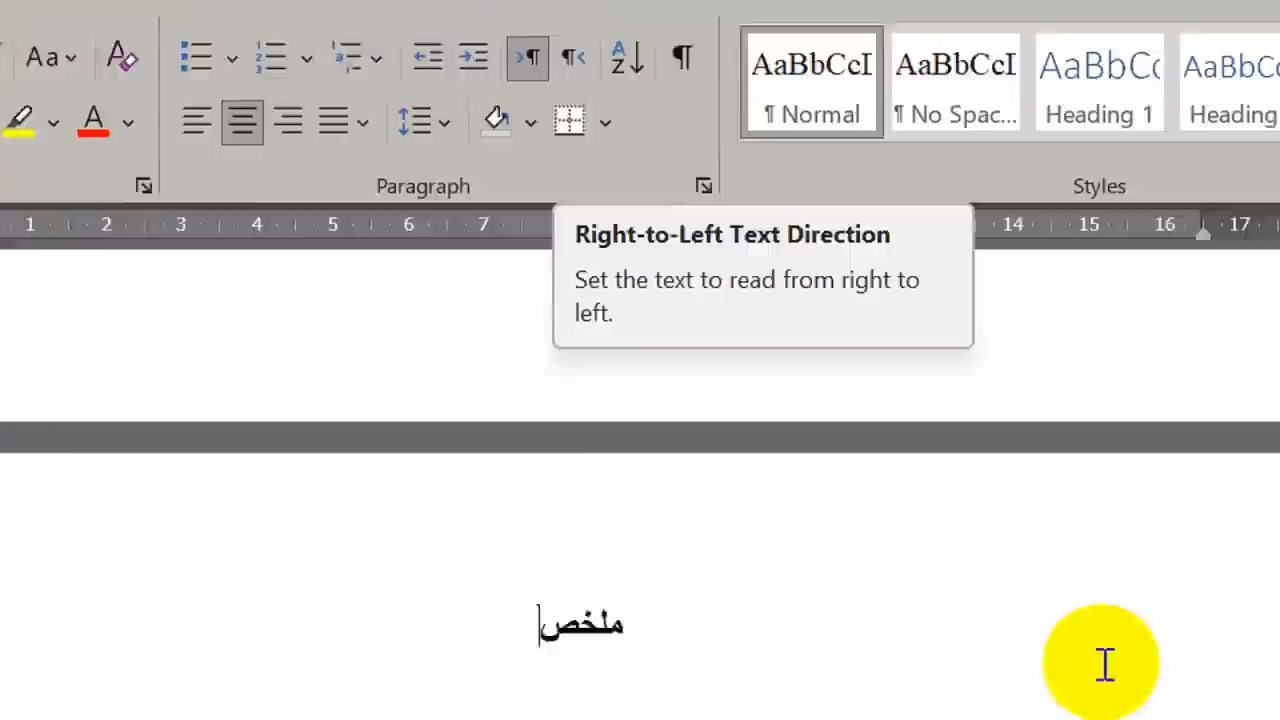 Aa
A
A
Z
AaBbCcI
AaBbCcI
AaBbCc
AaBbCc
¶ Normal
¶ No Spac...
Heading 1
Heading
Paragraph
Styles
1 2 3 4 5 6 7 14 15 16 17
Right-to-Left Text Direction
Set the text to read from right to
left.
ملخص